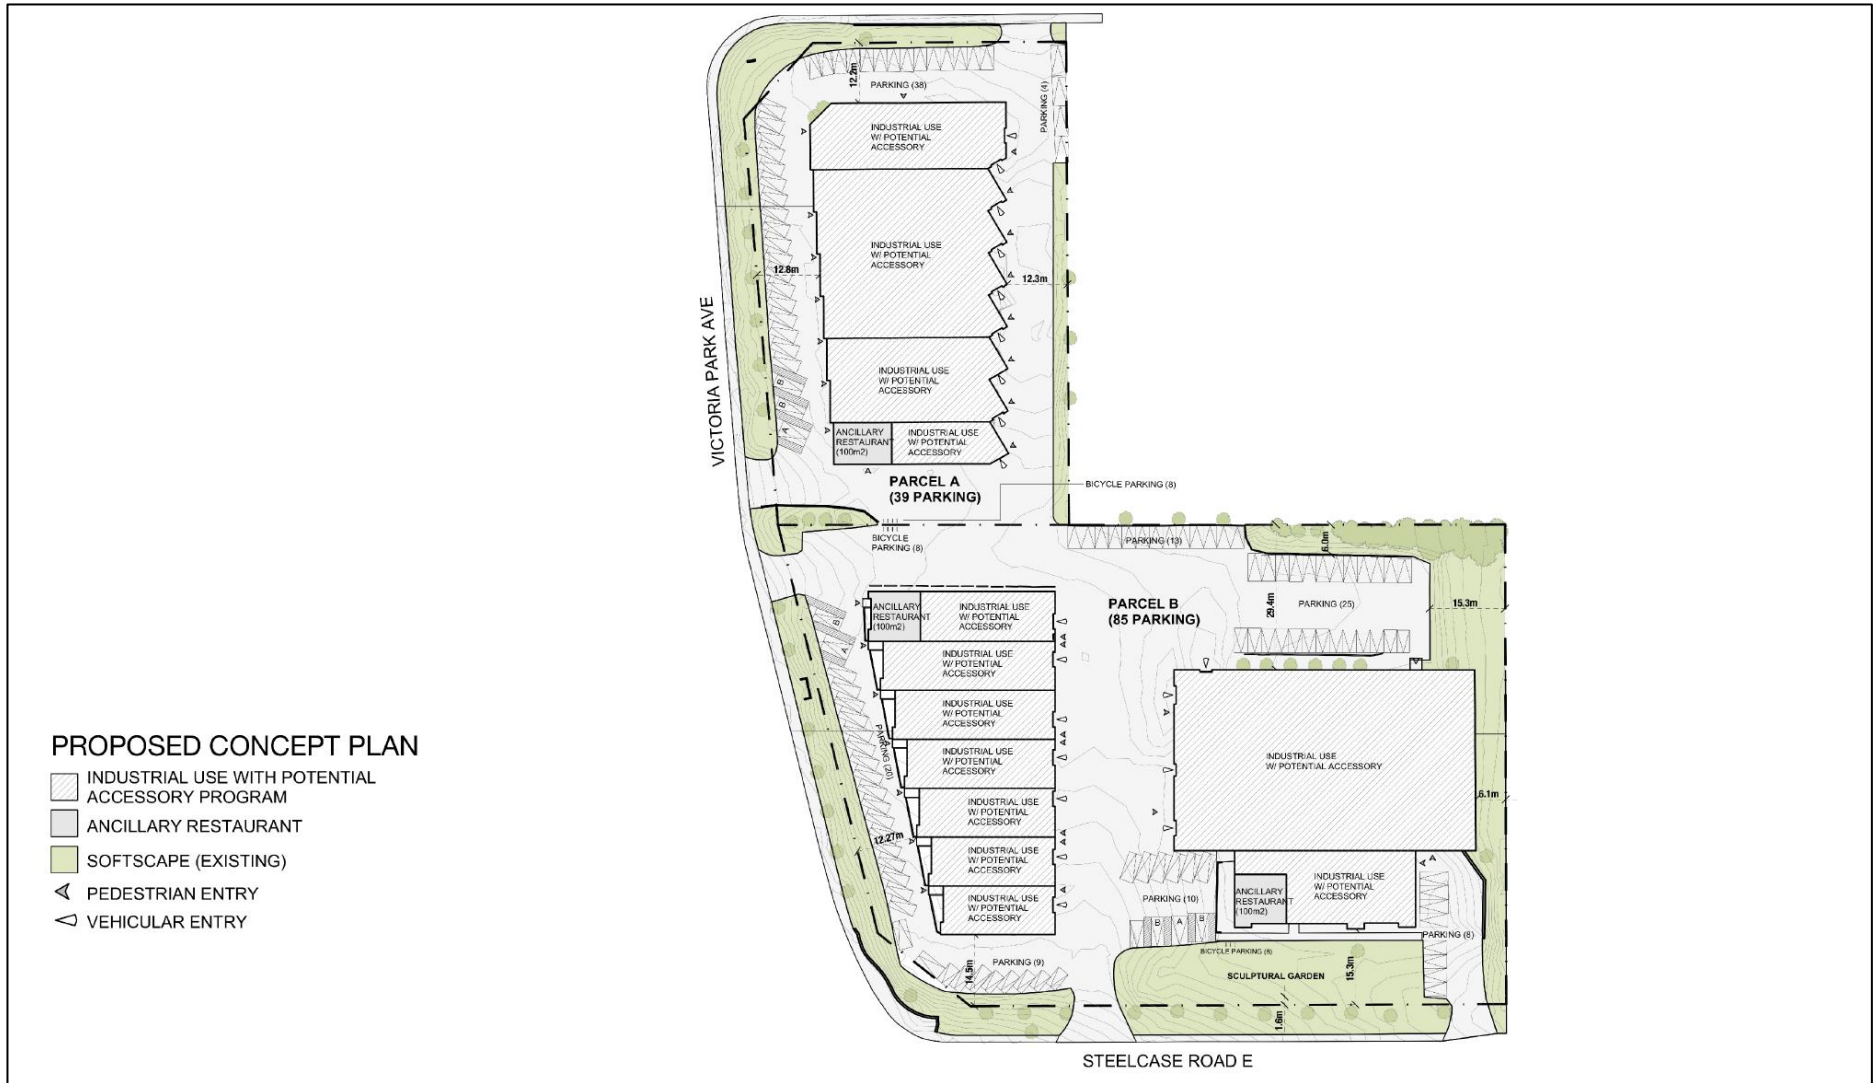 12.2m
PARKING (38)
PARKING (4)
INDUSTRIAL USE
W/ POTENTIAL
ACCESSORY
INDUSTRIAL USE
W/ POTENTIAL
ACCESSORY
12.8m
12.3m
VICTORIA PARK AVE
INDUSTRIAL USE
W/ POTENTIAL
ACCESSORY
B
B
A
ANCILLARY
RESTAURANT
(100m2)
INDUSTRIAL USE
W/ POTENTIAL
ACCESSORY
PARCEL A
(39 PARKING)
BICYCLE PARKING (8)
BICYCLE
PARKING (8)
PARKING (13)
6.0m
PARCEL B
(85 PARKING)
29.4m
PARKING (25)
15.3m
B
A
ANCILLARY
RESTAURANT
(100m2)
INDUSTRIAL USE
W/ POTENTIAL
ACCESSORY
INDUSTRIAL USE
W/ POTENTIAL
ACCESSORY
INDUSTRIAL USE
W/ POTENTIAL
ACCESSORY
PARKING (20)
INDUSTRIAL USE
W/ POTENTIAL
ACCESSORY
INDUSTRIAL USE
W/ POTENTIAL
ACCESSORY
12.27m
INDUSTRIAL USE
W/ POTENTIAL
ACCESSORY
INDUSTRIAL USE
W/ POTENTIAL
ACCESSORY
INDUSTRIAL USE
W/ POTENTIAL ACCESSORY
6.1m
PARKING (10)
B
A
B
ANCILLARY
RESTAURANT
(100m2)
INDUSTRIAL USE
W/ POTENTIAL
ACCESSORY
PARKING (8)
BICYCLE PARKING (8)
PARKING (9)
14.5m
SCULPTURAL GARDEN
15.3m
1.6m
STEELCASE ROAD E
PROPOSED CONCEPT PLAN
INDUSTRIAL USE WITH POTENTIAL
ACCESSORY PROGRAM
ANCILLARY RESTAURANT
SOFTSCAPE (EXISTING)
PEDESTRIAN ENTRY
VEHICULAR ENTRY